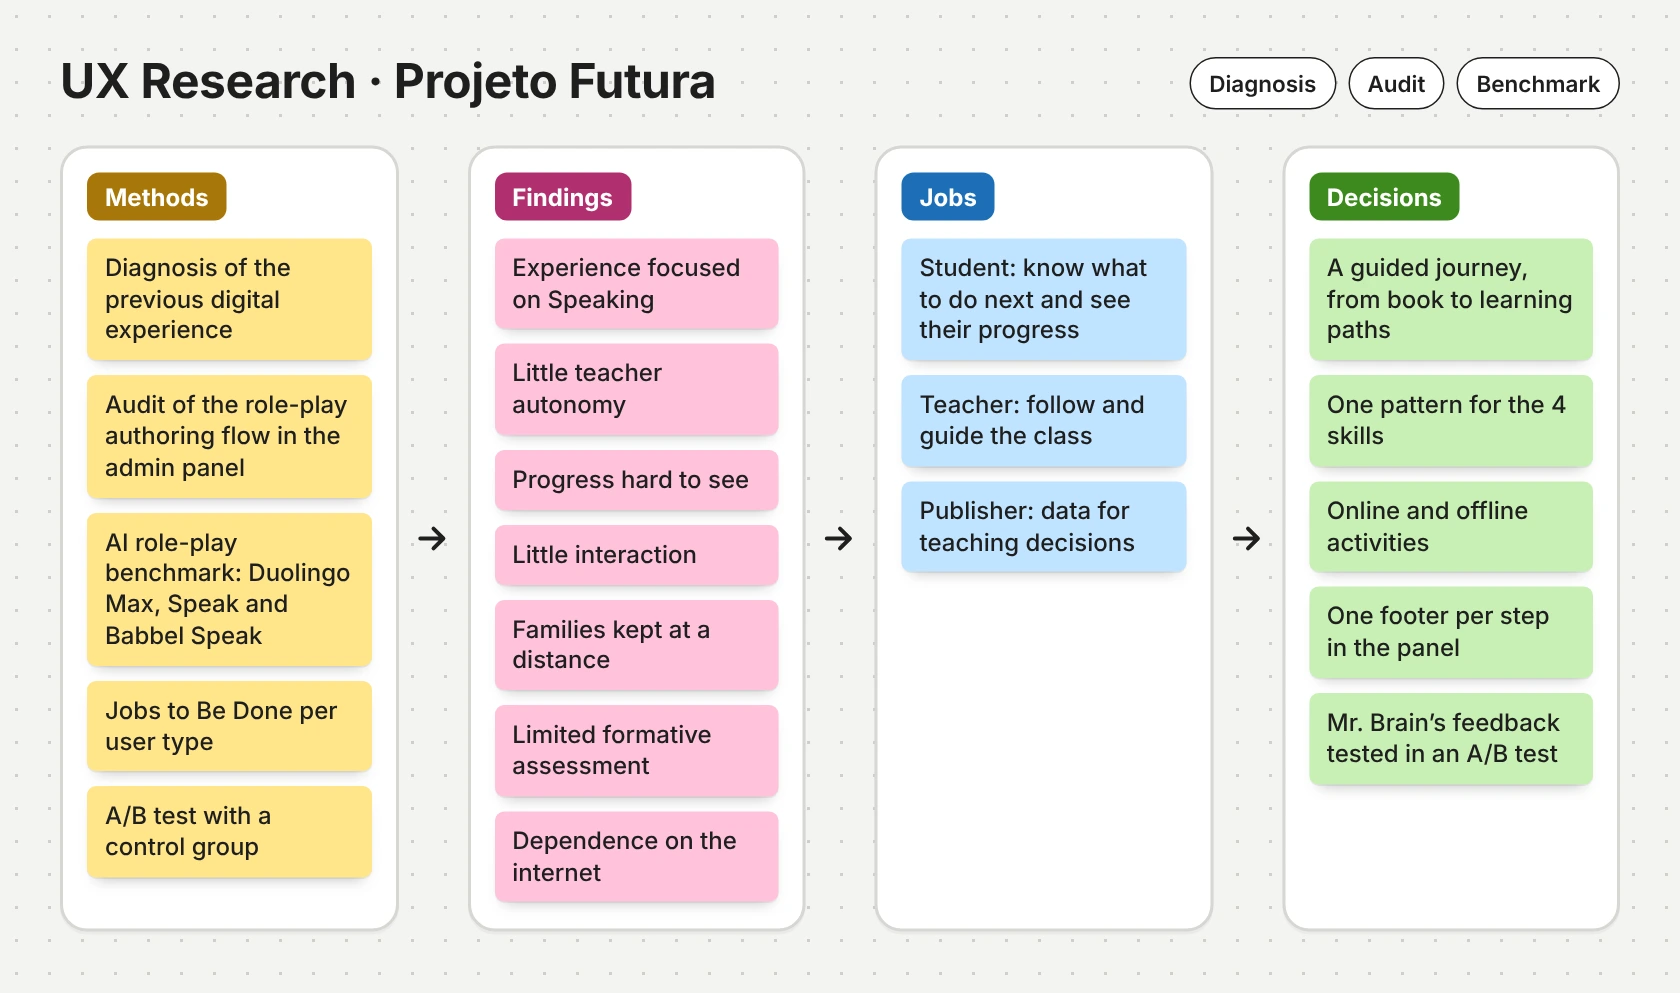 UX Research · Projeto Futura
Diagnosis
Audit
Benchmark
Methods
Diagnosis of the
previous digital
experience
Audit of the role-play
authoring flow in the
admin panel
AI role-play
benchmark: Duolingo
Max, Speak and
Babbel Speak
Jobs to Be Done per
user type
A/B test with a
control group
Findings
Experience focused
on Speaking
Little teacher
autonomy
Progress hard to see
Little interaction
Families kept at a
distance
Limited formative
assessment
Dependence on the
internet
Jobs
Student: know what
to do next and see
their progress
Teacher: follow and
guide the class
Publisher: data for
teaching decisions
Decisions
A guided journey,
from book to learning
paths
One pattern for the 4
skills
Online and offline
activities
One footer per step
in the panel
Mr. Brain’s feedback
tested in an A/B test